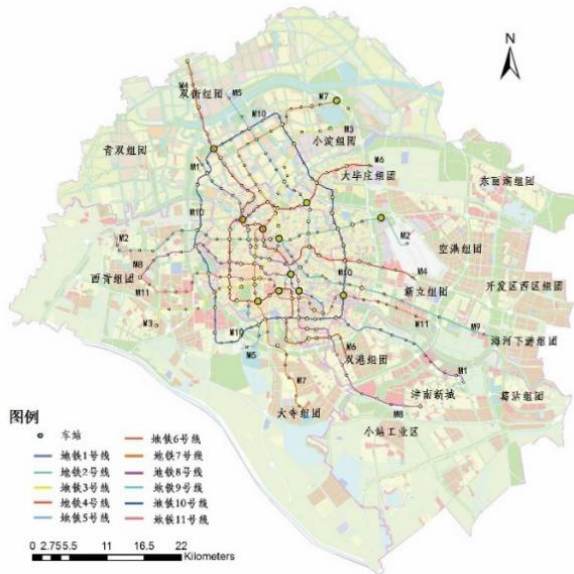 N
M4
M5
双街组团
M7
M10
M3
小淀组团
青双组团
M1
M6
大毕庄组团
东丽湖组团
M10
M2
M2
空港组团
M8
西青组团
M10
M4
M11
新立组团
开发区西区组团
M3
M11
M9
海河下游组团
M10
M5
M6
双港组团
M1
M7
津南新城
葛沽组团
大寺组团
M8
小站工业区
图例
车站
地铁1号线
地铁2号线
地铁3号线
地铁4号线
地铁5号线
地铁6号线
地铁7号线
地铁8号线
地铁9号线
地铁10号线
地铁11号线
0 2.75 5.5 11 16.5 22
Kilometers